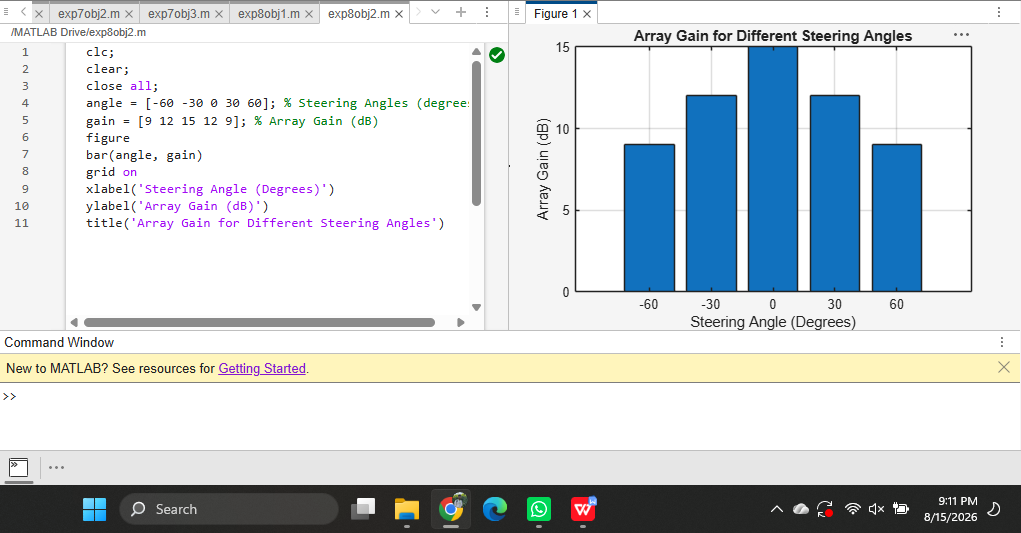 exp7obj2.m × exp7obj3.m × exp8obj1.m × exp8obj2.m ×
/MATLAB Drive/exp8obj2.m
1 clc;
2 clear;
3 close all;
4 angle = [-60 -30 0 30 60]; % Steering Angles (degree
5 gain = [9 12 15 12 9]; % Array Gain (dB)
6 figure
7 bar(angle, gain)
8 grid on
9 xlabel('Steering Angle (Degrees)')
10 ylabel('Array Gain (dB)')
11 title('Array Gain for Different Steering Angles')
Figure 1 ×
Array Gain for Different Steering Angles
15
10
5
0
Array Gain (dB)
-60 -30 0 30 60
Steering Angle (Degrees)
Command Window
New to MATLAB? See resources for Getting Started.
>>
Search
9:11 PM
8/15/2026